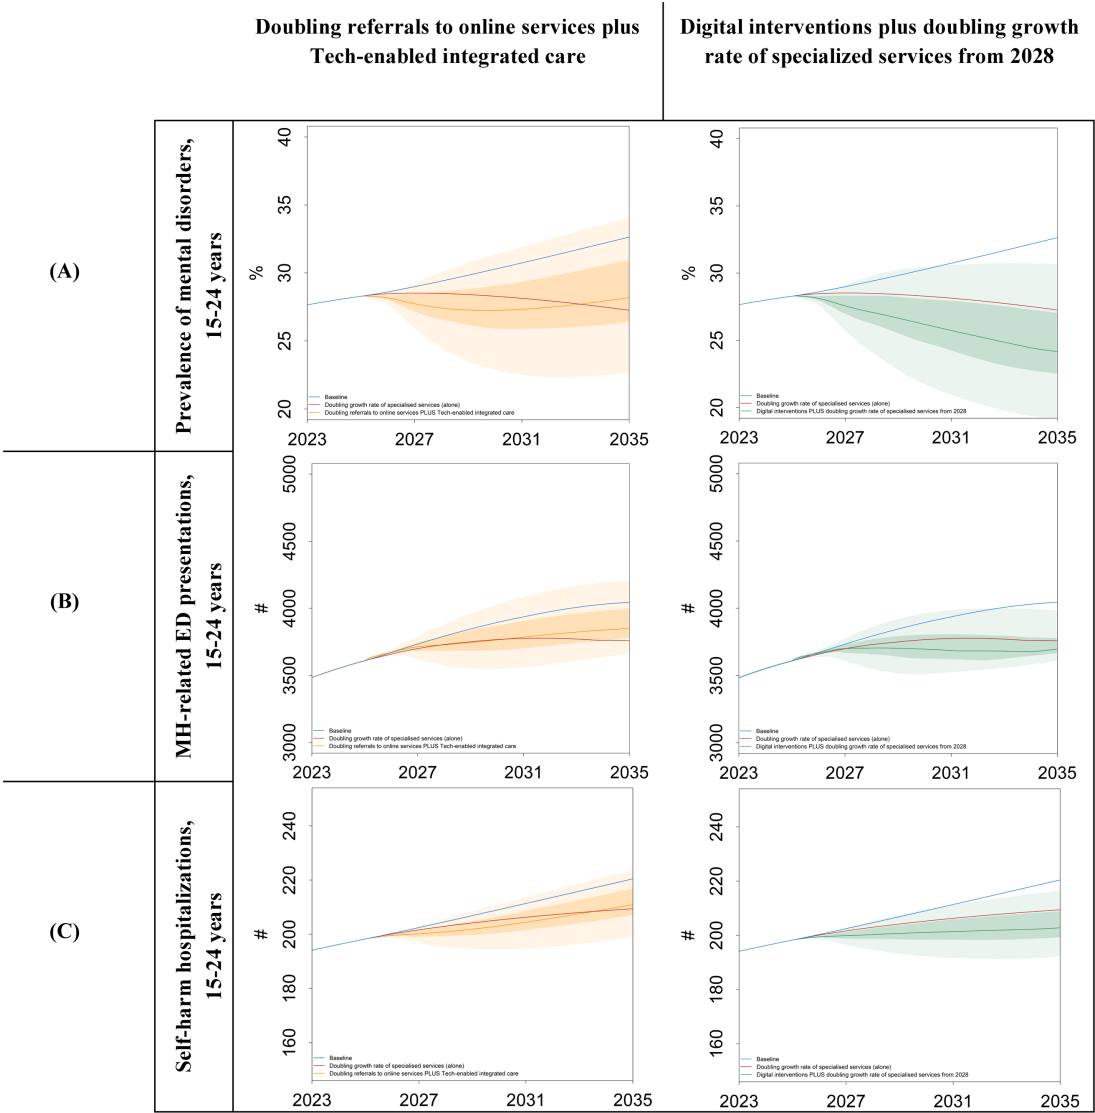 Doubling referrals to online services plus
Tech-enabled integrated care
Digital interventions plus doubling growth
rate of specialized services from 2028
(A)
Prevalence of mental disorders,
15-24 years
%
40
35
30
25
20
Baseline
Doubling growth rate of specialised services (alone)
Doubling referrals to online services PLUS Tech-enabled integrated care
2023 2027 2031 2035
%
40
35
30
25
20
Baseline
Doubling growth rate of specialised services (alone)
Digital interventions PLUS doubling growth rate of specialised services from 2028
2023 2027 2031 2035
(B)
MH-related ED presentations,
15-24 years
#
5000
4500
4000
3500
3000
Baseline
Doubling growth rate of specialised services (alone)
Doubling referrals to online services PLUS Tech-enabled integrated care
2023 2027 2031 2035
#
5000
4500
4000
3500
3000
Baseline
Doubling growth rate of specialised services (alone)
Digital interventions PLUS doubling growth rate of specialised services from 2028
2023 2027 2031 2035
(C)
Self-harm hospitalizations,
15-24 years
#
240
220
200
180
160
Baseline
Doubling growth rate of specialised services (alone)
Doubling referrals to online services PLUS Tech-enabled integrated care
2023 2027 2031 2035
#
240
220
200
180
160
Baseline
Doubling growth rate of specialised services (alone)
Digital interventions PLUS doubling growth rate of specialised services from 2028
2023 2027 2031 2035